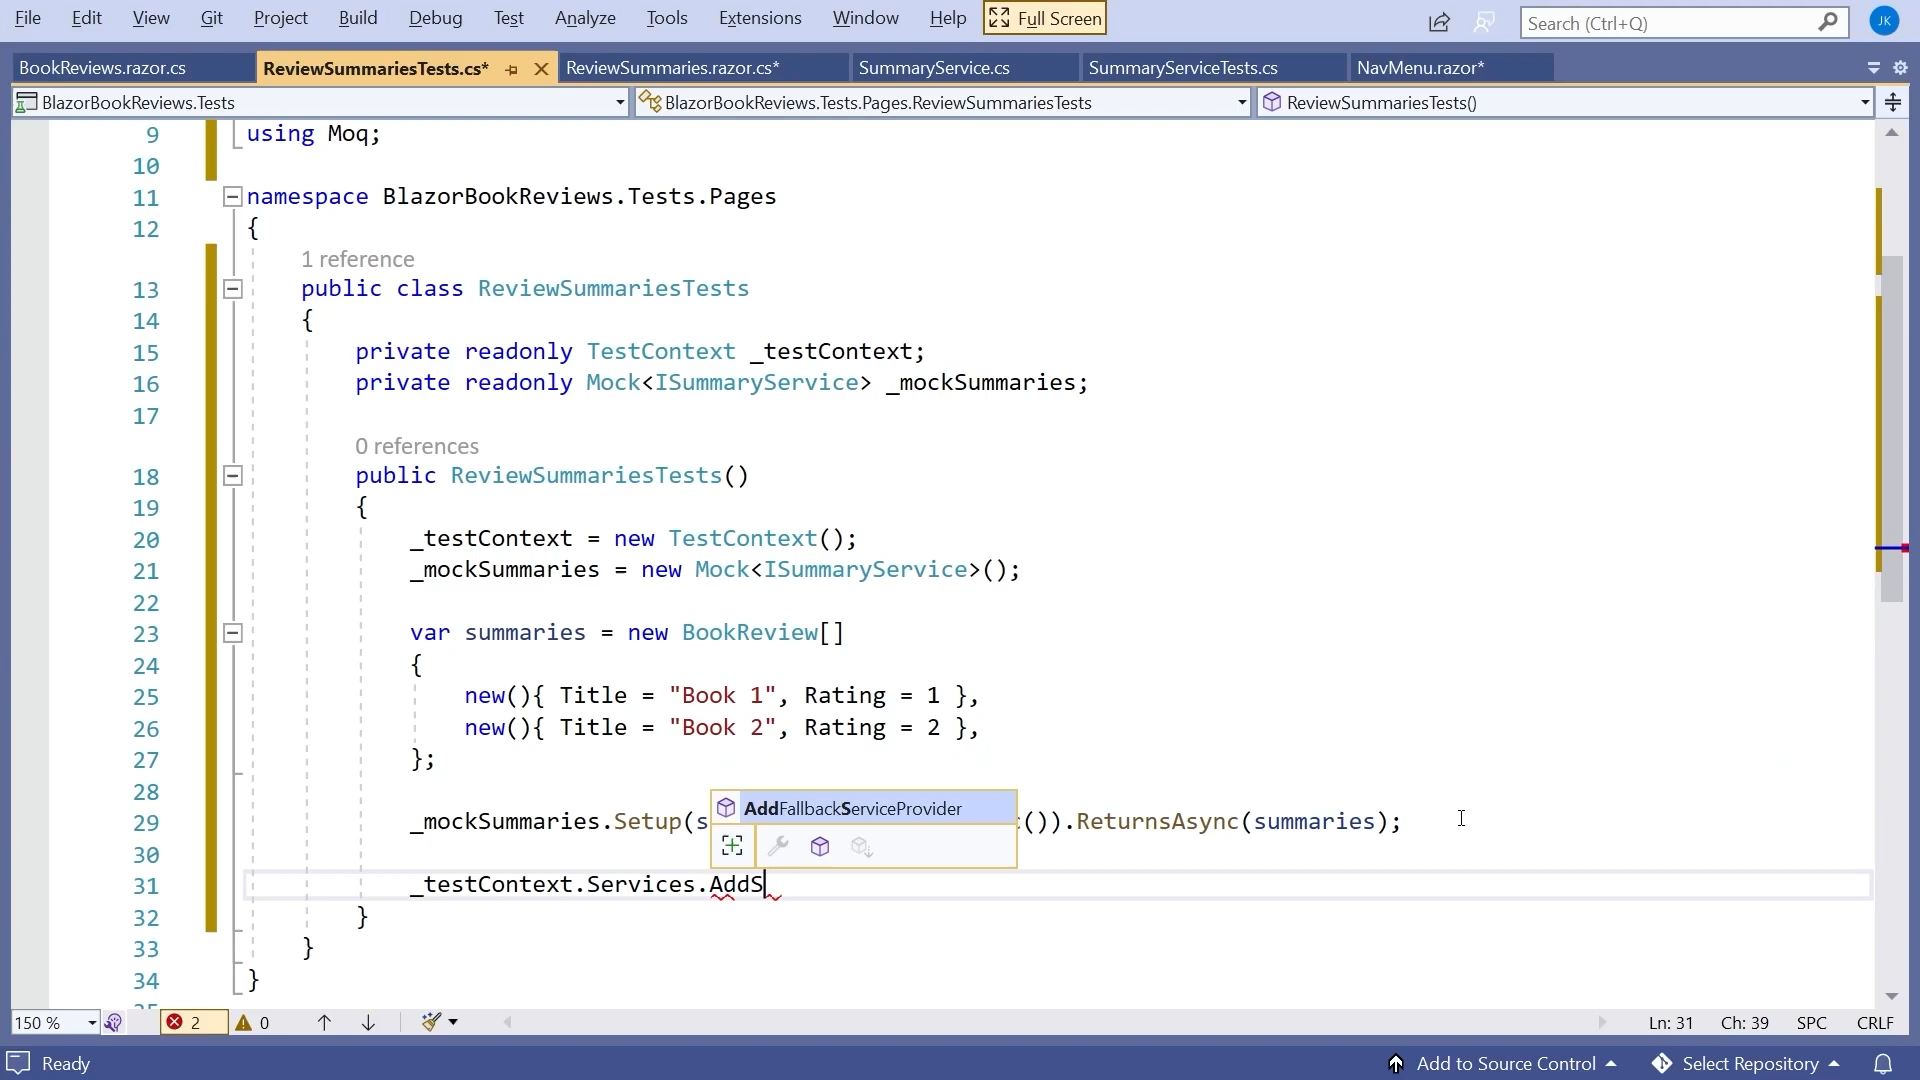 File Edit View Git Project Build Debug Test Analyze Tools Extensions Window Help Full Screen Search (Ctrl+Q) JK
BookReviews.razor.cs ReviewSummariesTests.cs* ReviewSummaries.razor.cs* SummaryService.cs SummaryServiceTests.cs NavMenu.razor*
BlazorBookReviews.Tests BlazorBookReviews.Tests.Pages.ReviewSummariesTests ReviewSummariesTests()
9 using Moq;
10
11 namespace BlazorBookReviews.Tests.Pages
12 {
1 reference
13 public class ReviewSummariesTests
14 {
15 private readonly TestContext _testContext;
16 private readonly Mock<ISummaryService> _mockSummaries;
17
0 references
18 public ReviewSummariesTests()
19 {
20 _testContext = new TestContext();
21 _mockSummaries = new Mock<ISummaryService>();
22
23 var summaries = new BookReview[]
24 {
25 new(){ Title = "Book 1", Rating = 1 },
26 new(){ Title = "Book 2", Rating = 2 },
27 };
28
AddFallbackServiceProvider
29 _mockSummaries.Setup(s ()).ReturnsAsync(summaries);
30
31 _testContext.Services.AddS
32 }
33 }
34 }
150 % 2 0 Ln: 31 Ch: 39 SPC CRLF
Ready Add to Source Control Select Repository